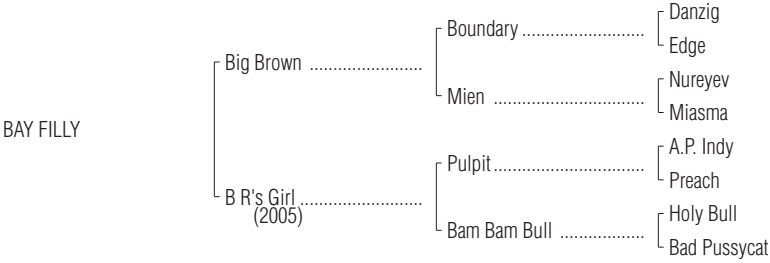 Danzig
Boundary ........................
Edge
Big Brown ......................
Nureyev
Mien ..............................
Miasma
BAY FILLY
A.P. Indy
Pulpit..............................
Preach
B R's Girl ........................
(2005)
Holy Bull
Bam Bam Bull .................
Bad Pussycat